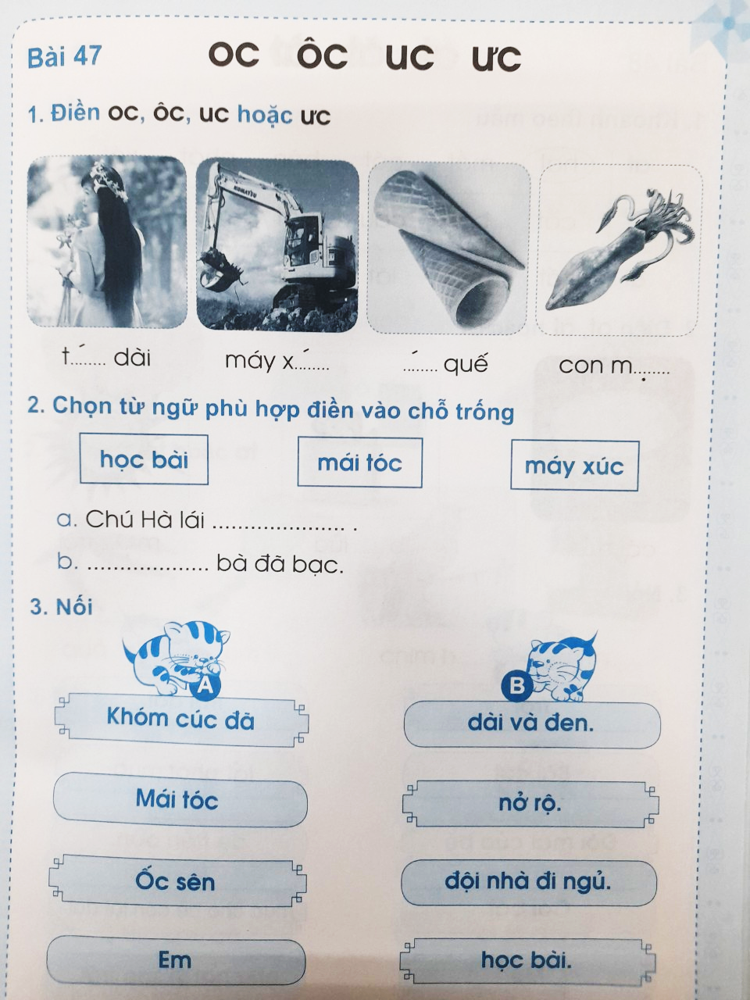 Bài 47 oc ôc uc ưc
1. Điền oc, ôc, uc hoặc ưc
KOMATSU
t´........ dài máy x´........ ´........ quế con m.........̣
2. Chọn từ ngữ phù hợp điền vào chỗ trống
học bài mái tóc máy xúc
a. Chú Hà lái ..................... .
b. ................... bà đã bạc.
3. Nối
A B
Khóm cúc đã dài và đen.
Mái tóc nở rộ.
Ốc sên đội nhà đi ngủ.
Em học bài.